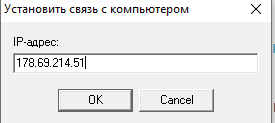 Установить связь с компьютером
IP-адрес:
178.69.214.51
OK
Cancel